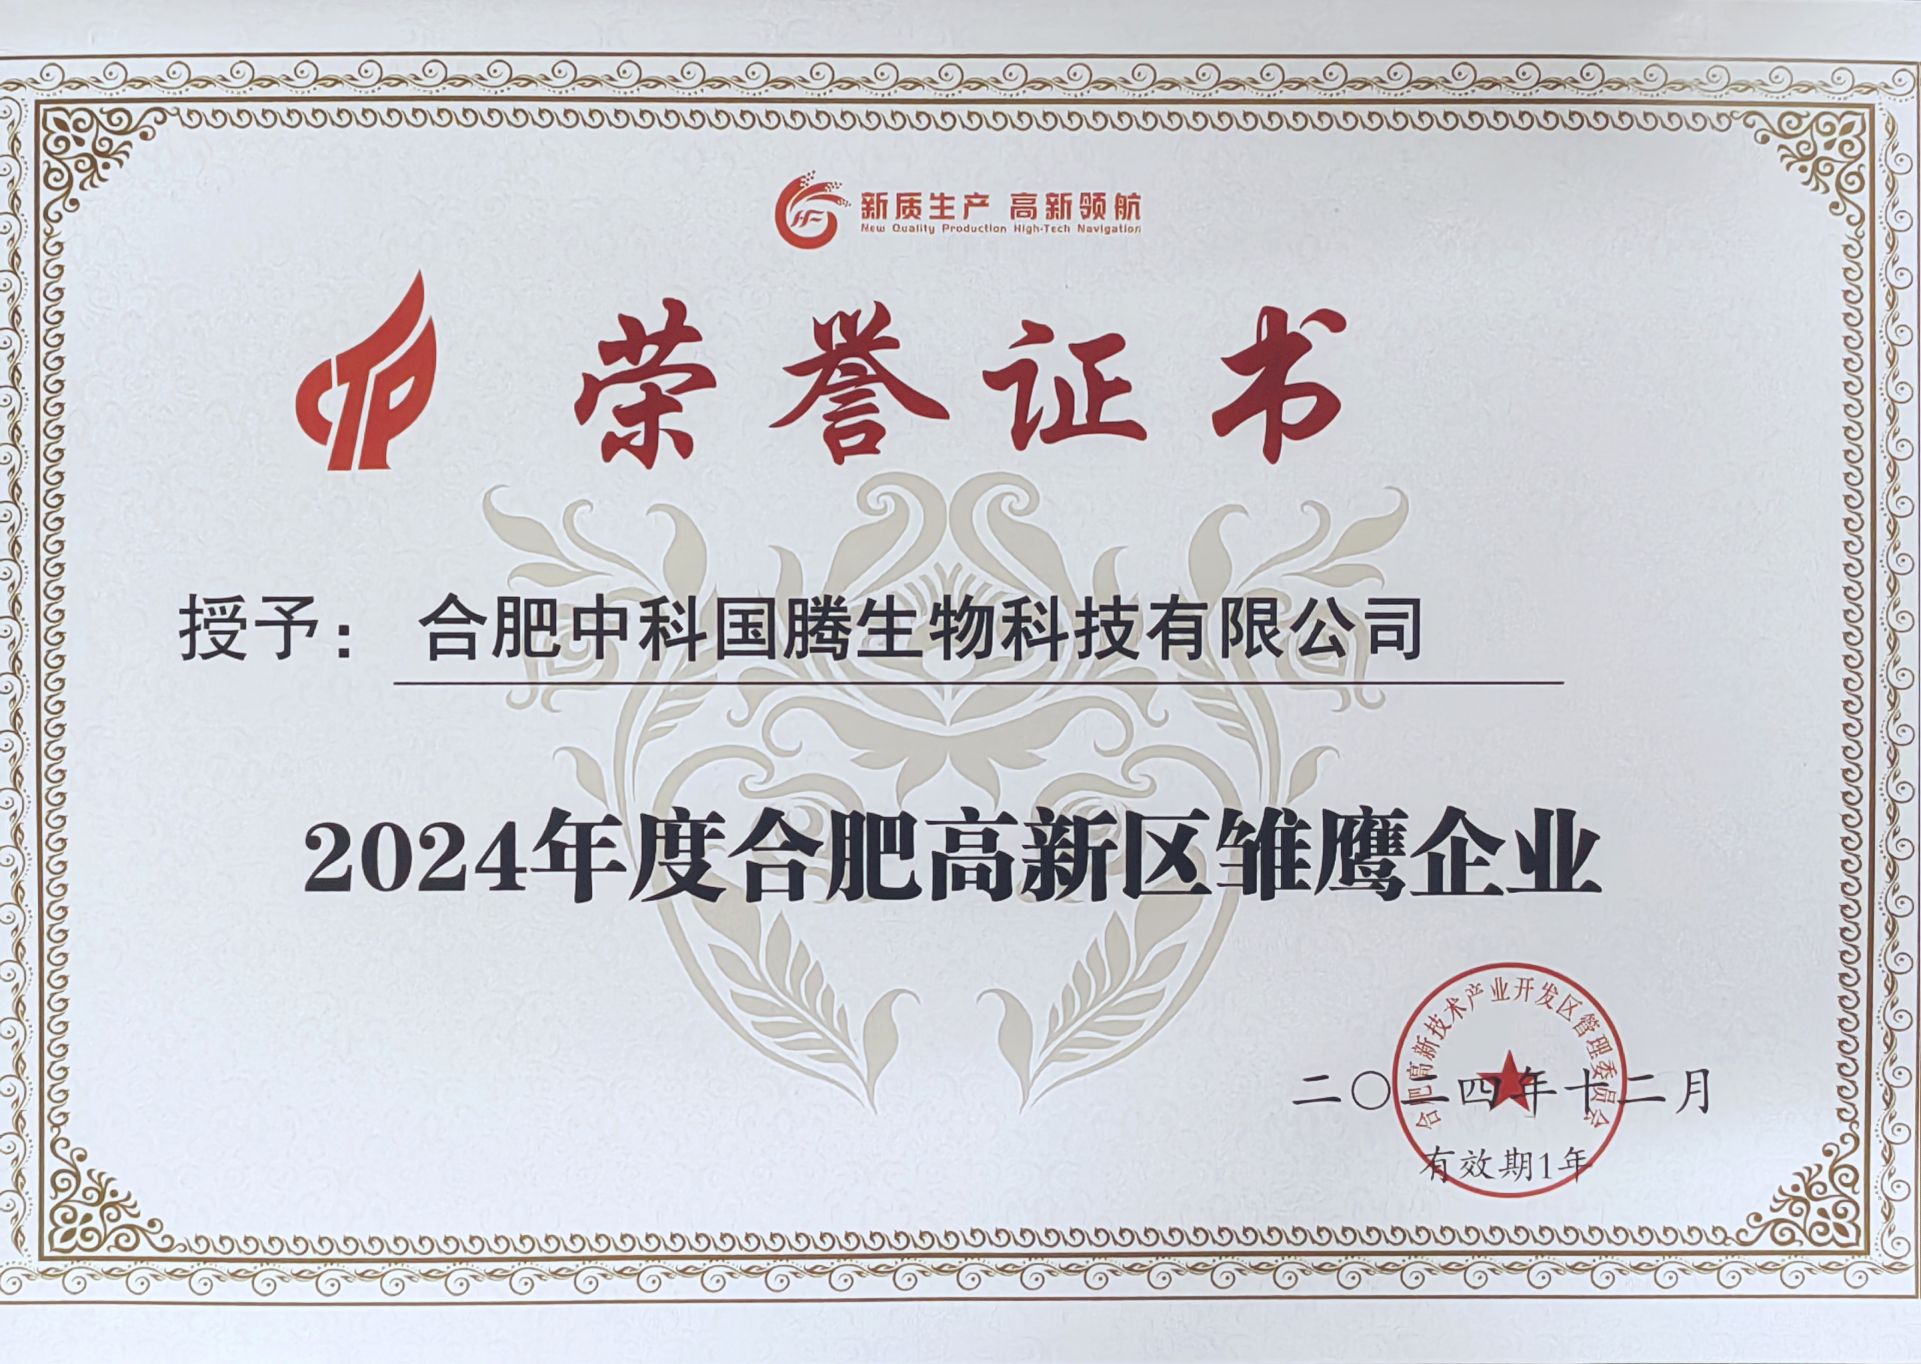 新质生产 高新领航
New Quality Production High-Tech Navigation
荣誉证书
授予：合肥中科国腾生物科技有限公司
2024年度合肥高新区雏鹰企业
合肥高新技术产业开发区管理委员会
二〇二四年十二月
有效期1年